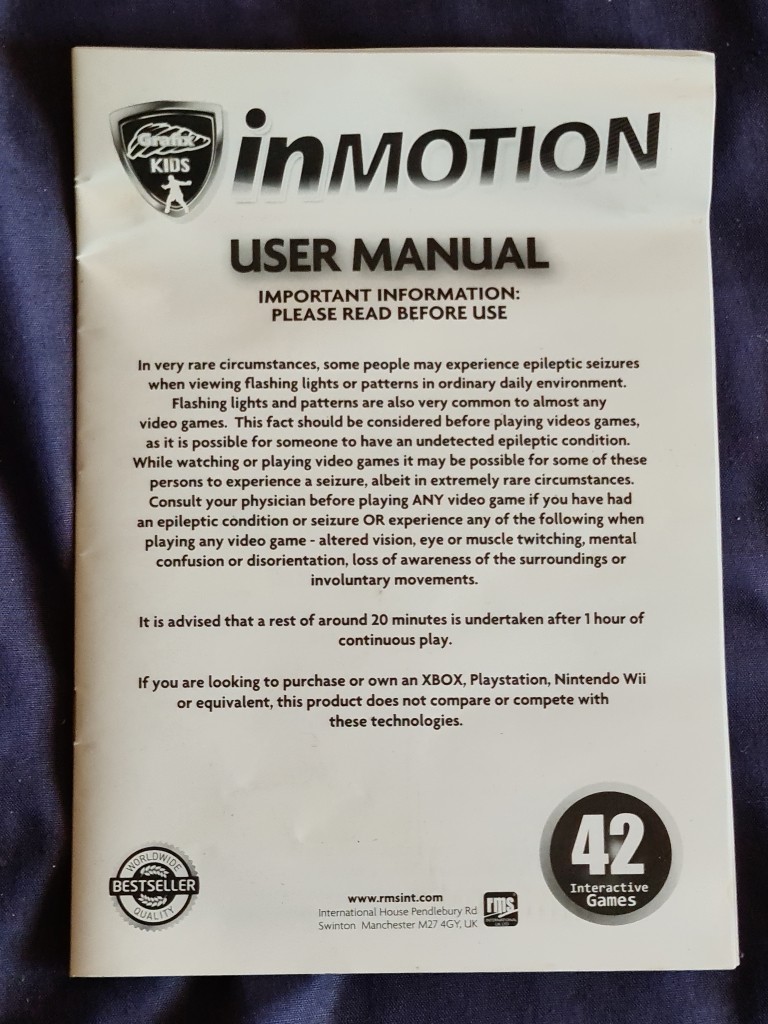 Grafix
KIDS
inMOTION
USER MANUAL
IMPORTANT INFORMATION:
PLEASE READ BEFORE USE
In very rare circumstances, some people may experience epileptic seizures
when viewing flashing lights or patterns in ordinary daily environment.
Flashing lights and patterns are also very common to almost any
video games. This fact should be considered before playing videos games,
as it is possible for someone to have an undetected epileptic condition.
While watching or playing video games it may be possible for some of these
persons to experience a seizure, albeit in extremely rare circumstances.
Consult your physician before playing ANY video game if you have had
an epileptic condition or seizure OR experience any of the following when
playing any video game - altered vision, eye or muscle twitching, mental
confusion or disorientation, loss of awareness of the surroundings or
involuntary movements.
It is advised that a rest of around 20 minutes is undertaken after 1 hour of
continuous play.
If you are looking to purchase or own an XBOX, Playstation, Nintendo Wii
or equivalent, this product does not compare or compete with
these technologies.
WORLDWIDE
BESTSELLER
QUALITY
www.rmsint.com
International House Pendlebury Rd
Swinton Manchester M27 4GY, UK
rms
INTERNATIONAL
42
Interactive
Games